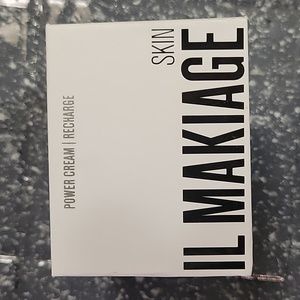 POWER CREAM | RECHARGE
SKIN
IL MAKIAGE